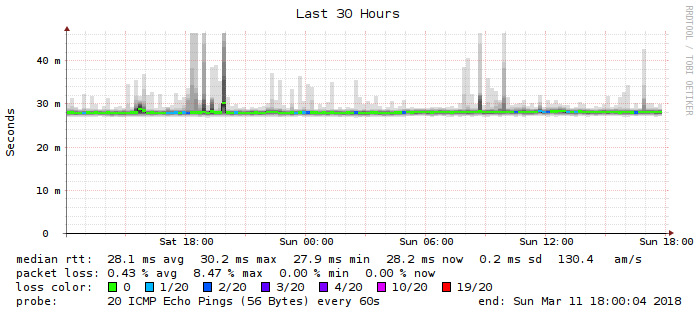 Last 30 Hours
RRDTOOL / TOBI OETIKER
Seconds
40 m
30 m
20 m
10 m
0
Sat 18:00 Sun 00:00 Sun 06:00 Sun 12:00 Sun 18:00
median rtt: 28.1 ms avg 30.2 ms max 27.9 ms min 28.2 ms now 0.2 ms sd 130.4 am/s
packet loss: 0.43 % avg 8.47 % max 0.00 % min 0.00 % now
loss color: 0 1/20 2/20 3/20 4/20 10/20 19/20
probe: 20 ICMP Echo Pings (56 Bytes) every 60s end: Sun Mar 11 18:00:04 2018